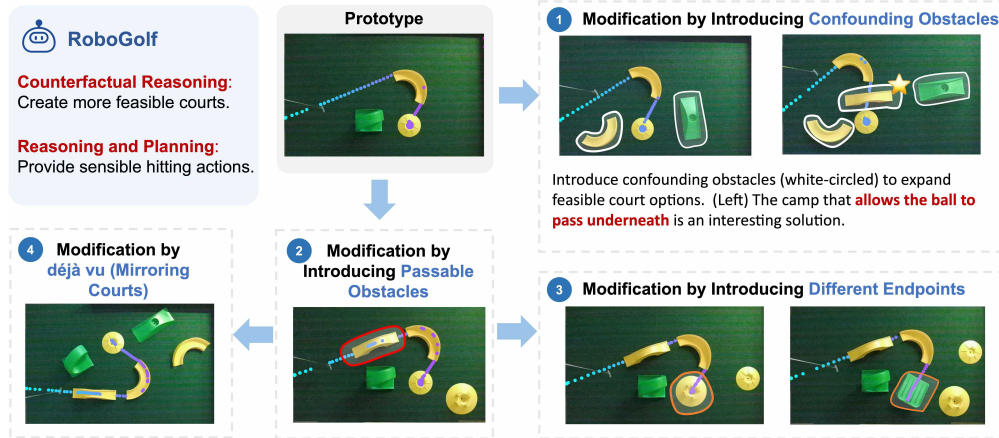 RoboGolf
Counterfactual Reasoning:
Create more feasible courts.
Reasoning and Planning:
Provide sensible hitting actions.
Prototype
1 Modification by Introducing Confounding Obstacles
Introduce confounding obstacles (white-circled) to expand
feasible court options. (Left) The camp that allows the ball to
pass underneath is an interesting solution.
4 Modification by
déjà vu (Mirroring
Courts)
2 Modification by
Introducing Passable
Obstacles
3 Modification by Introducing Different Endpoints